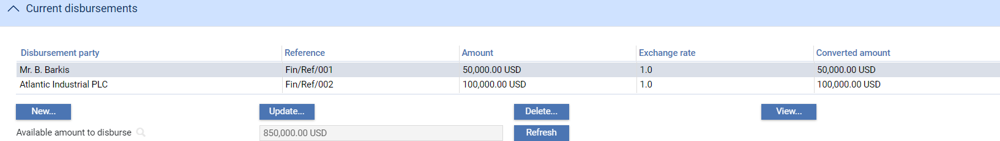 Current disbursements
Disbursement party Reference Amount Exchange rate Converted amount
Mr. B. Barkis Fin/Ref/001 50,000.00 USD 1.0 50,000.00 USD
Atlantic Industrial PLC Fin/Ref/002 100,000.00 USD 1.0 100,000.00 USD
New... Update... Delete... View...
Available amount to disburse 850,000.00 USD Refresh